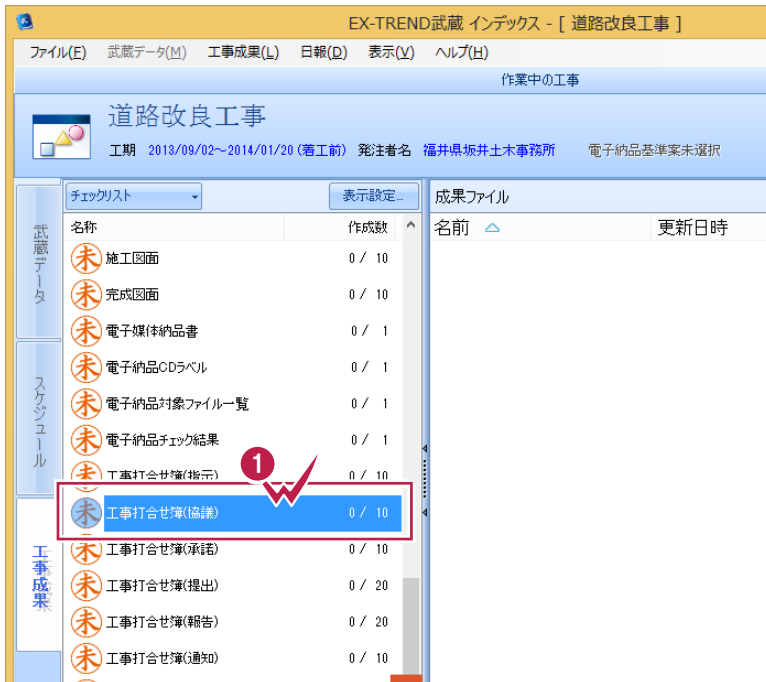 EX-TREND武蔵 インデックス - [ 道路改良工事 ]
ファイル(F) 武蔵データ(M) 工事成果(L) 日報(D) 表示(V) ヘルプ(H)
作業中の工事
道路改良工事
工期 2013/09/02～2014/01/20 (着工前) 発注者名 福井県坂井土木事務所 電子納品基準案未選択
武蔵データ
スケジュール
工事成果
チェックリスト 表示設定...
名称 作成数
未 施工図面 0 / 10
未 完成図面 0 / 10
未 電子媒体納品書 0 / 1
未 電子納品CDラベル 0 / 1
未 電子納品対象ファイル一覧 0 / 1
未 電子納品チェック結果 0 / 1
未 工事打合せ簿(指示) 0 / 10
1
未 工事打合せ簿(協議) 0 / 10
未 工事打合せ簿(承諾) 0 / 10
未 工事打合せ簿(提出) 0 / 20
未 工事打合せ簿(報告) 0 / 20
未 工事打合せ簿(通知) 0 / 10
成果ファイル
名前 更新日時